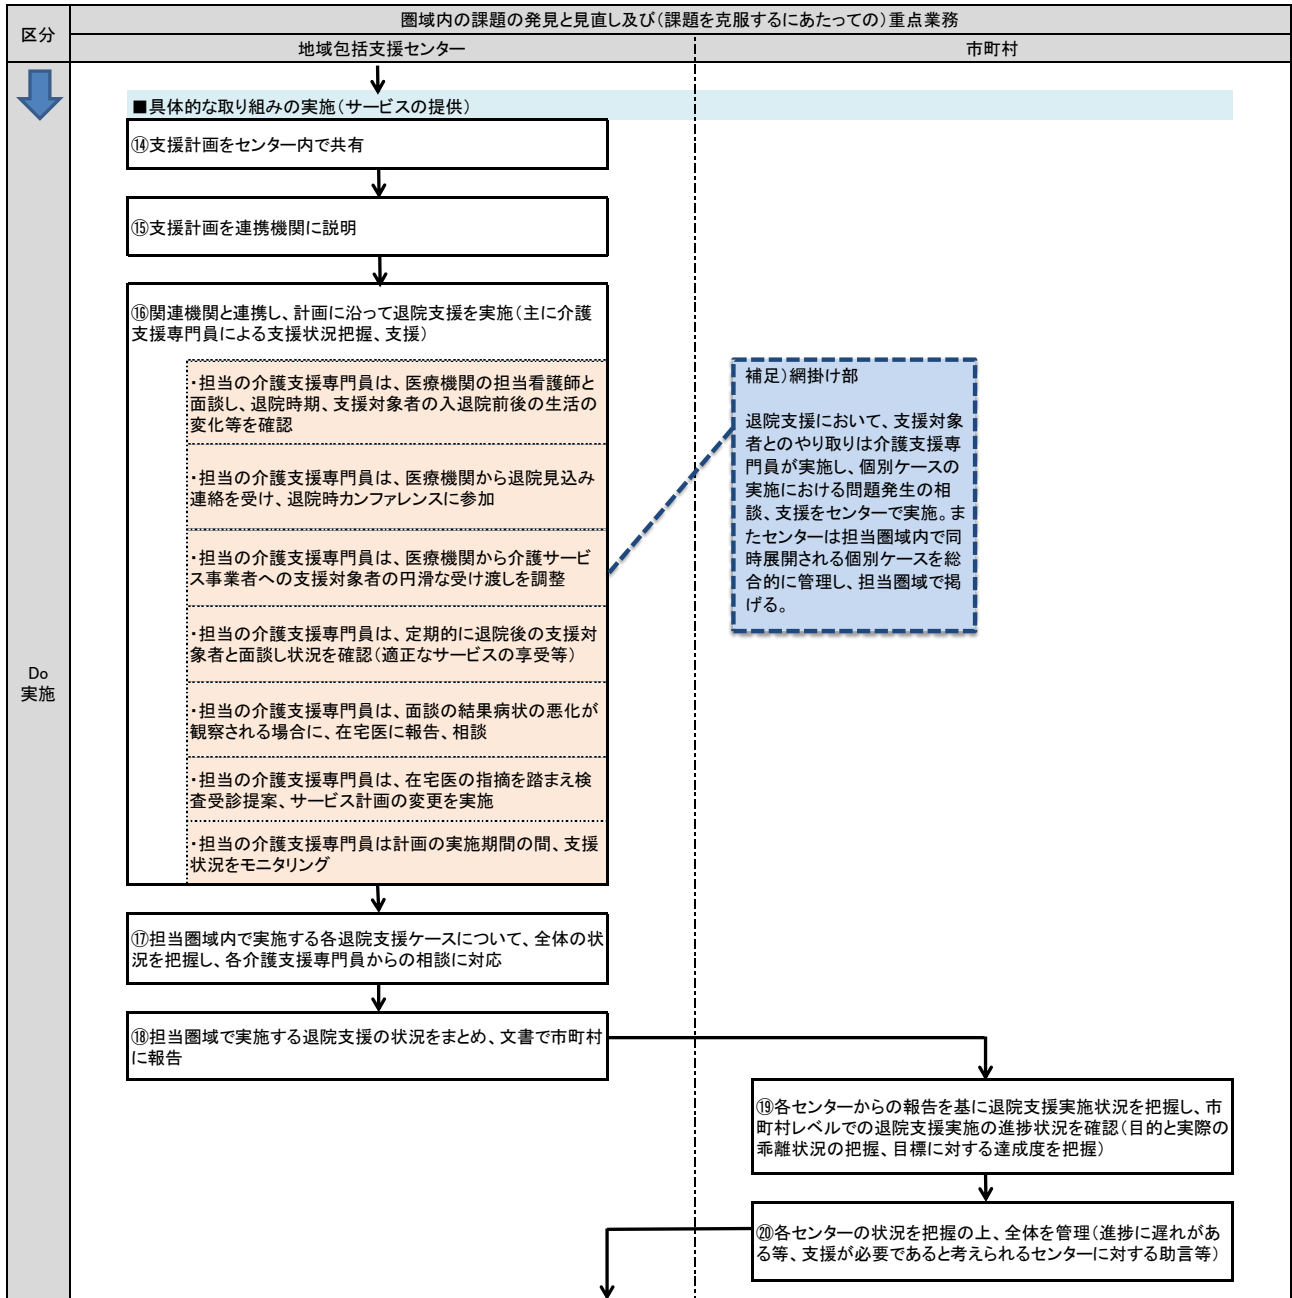 区分
圏域内の課題の発見と見直し及び（課題を克服するにあたっての）重点業務
地域包括支援センター
市町村
■具体的な取り組みの実施（サービスの提供）
⑭支援計画をセンター内で共有
⑮支援計画を連携機関に説明
⑯関連機関と連携し、計画に沿って退院支援を実施（主に介護
支援専門員による支援状況把握、支援）
・担当の介護支援専門員は、医療機関の担当看護師と
面談し、退院時期、支援対象者の入退院前後の生活の
変化等を確認
・担当の介護支援専門員は、医療機関から退院見込み
連絡を受け、退院時カンファレンスに参加
・担当の介護支援専門員は、医療機関から介護サービ
ス事業者への支援対象者の円滑な受け渡しを調整
・担当の介護支援専門員は、定期的に退院後の支援対
象者と面談し状況を確認（適正なサービスの享受等）
・担当の介護支援専門員は、面談の結果病状の悪化が
観察される場合に、在宅医に報告、相談
・担当の介護支援専門員は、在宅医の指摘を踏まえ検
査受診提案、サービス計画の変更を実施
・担当の介護支援専門員は計画の実施期間の間、支援
状況をモニタリング
補足）網掛け部
退院支援において、支援対象
者とのやり取りは介護支援専
門員が実施し、個別ケースの
実施における問題発生の相
談、支援をセンターで実施。ま
たセンターは担当圏域内で同
時展開される個別ケースを総
合的に管理し、担当圏域で掲
げる。
Do
実施
⑰担当圏域内で実施する各退院支援ケースについて、全体の状
況を把握し、各介護支援専門員からの相談に対応
⑱担当圏域で実施する退院支援の状況をまとめ、文書で市町村
に報告
⑲各センターからの報告を基に退院支援実施状況を把握し、市
町村レベルでの退院支援実施の進捗状況を確認（目的と実際の
乖離状況の把握、目標に対する達成度を把握）
⑳各センターの状況を把握の上、全体を管理（進捗に遅れがあ
る等、支援が必要であると考えられるセンターに対する助言等）